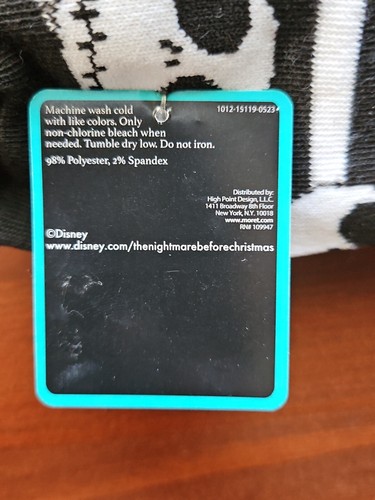 Machine wash cold
with like colors. Only
non-chlorine bleach when
needed. Tumble dry low. Do not iron.
98% Polyester, 2% Spandex
1012-15119-0523
Distributed by:
High Point Design, L.L.C.
1411 Broadway 8th Floor
New York, N.Y. 10018
www.moret.com
RN# 109947
©Disney
www.disney.com/thenightmarebeforechristmas